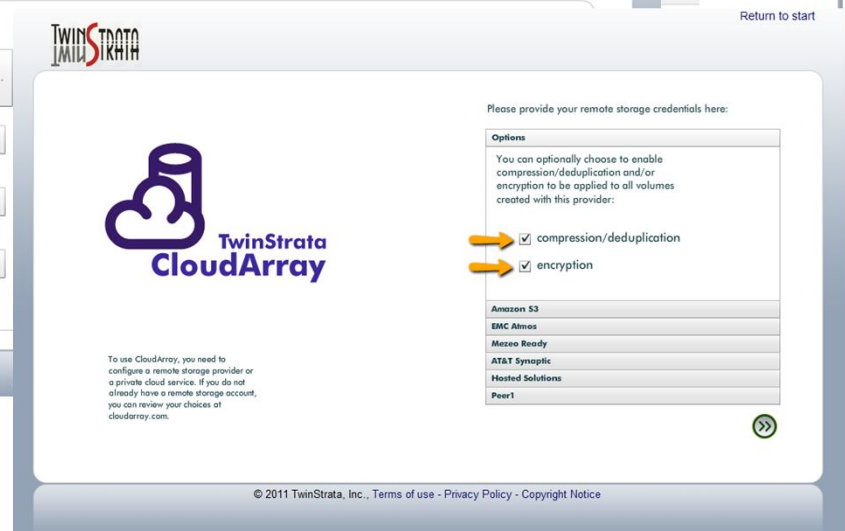 Return to start
TWINSTRATA
Please provide your remote storage credentials here:
Options
You can optionally choose to enable
compression/deduplication and/or
encryption to be applied to all volumes
created with this provider:
compression/deduplication
encryption
Amazon S3
EMC Atmos
Mezeo Ready
AT&T Synaptic
Hosted Solutions
Peer1
TwinStrata
CloudArray
To use CloudArray, you need to
configure a remote storage provider or
a private cloud service. If you do not
already have a remote storage account,
you can review your choices at
cloudarray.com.
© 2011 TwinStrata, Inc., Terms of use - Privacy Policy - Copyright Notice